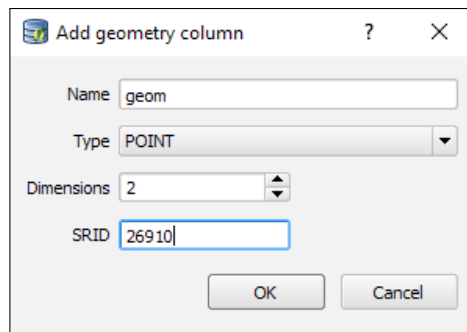 Add geometry column ?
Name geom
Type POINT
Dimensions 2
SRID 26910
OK Cancel